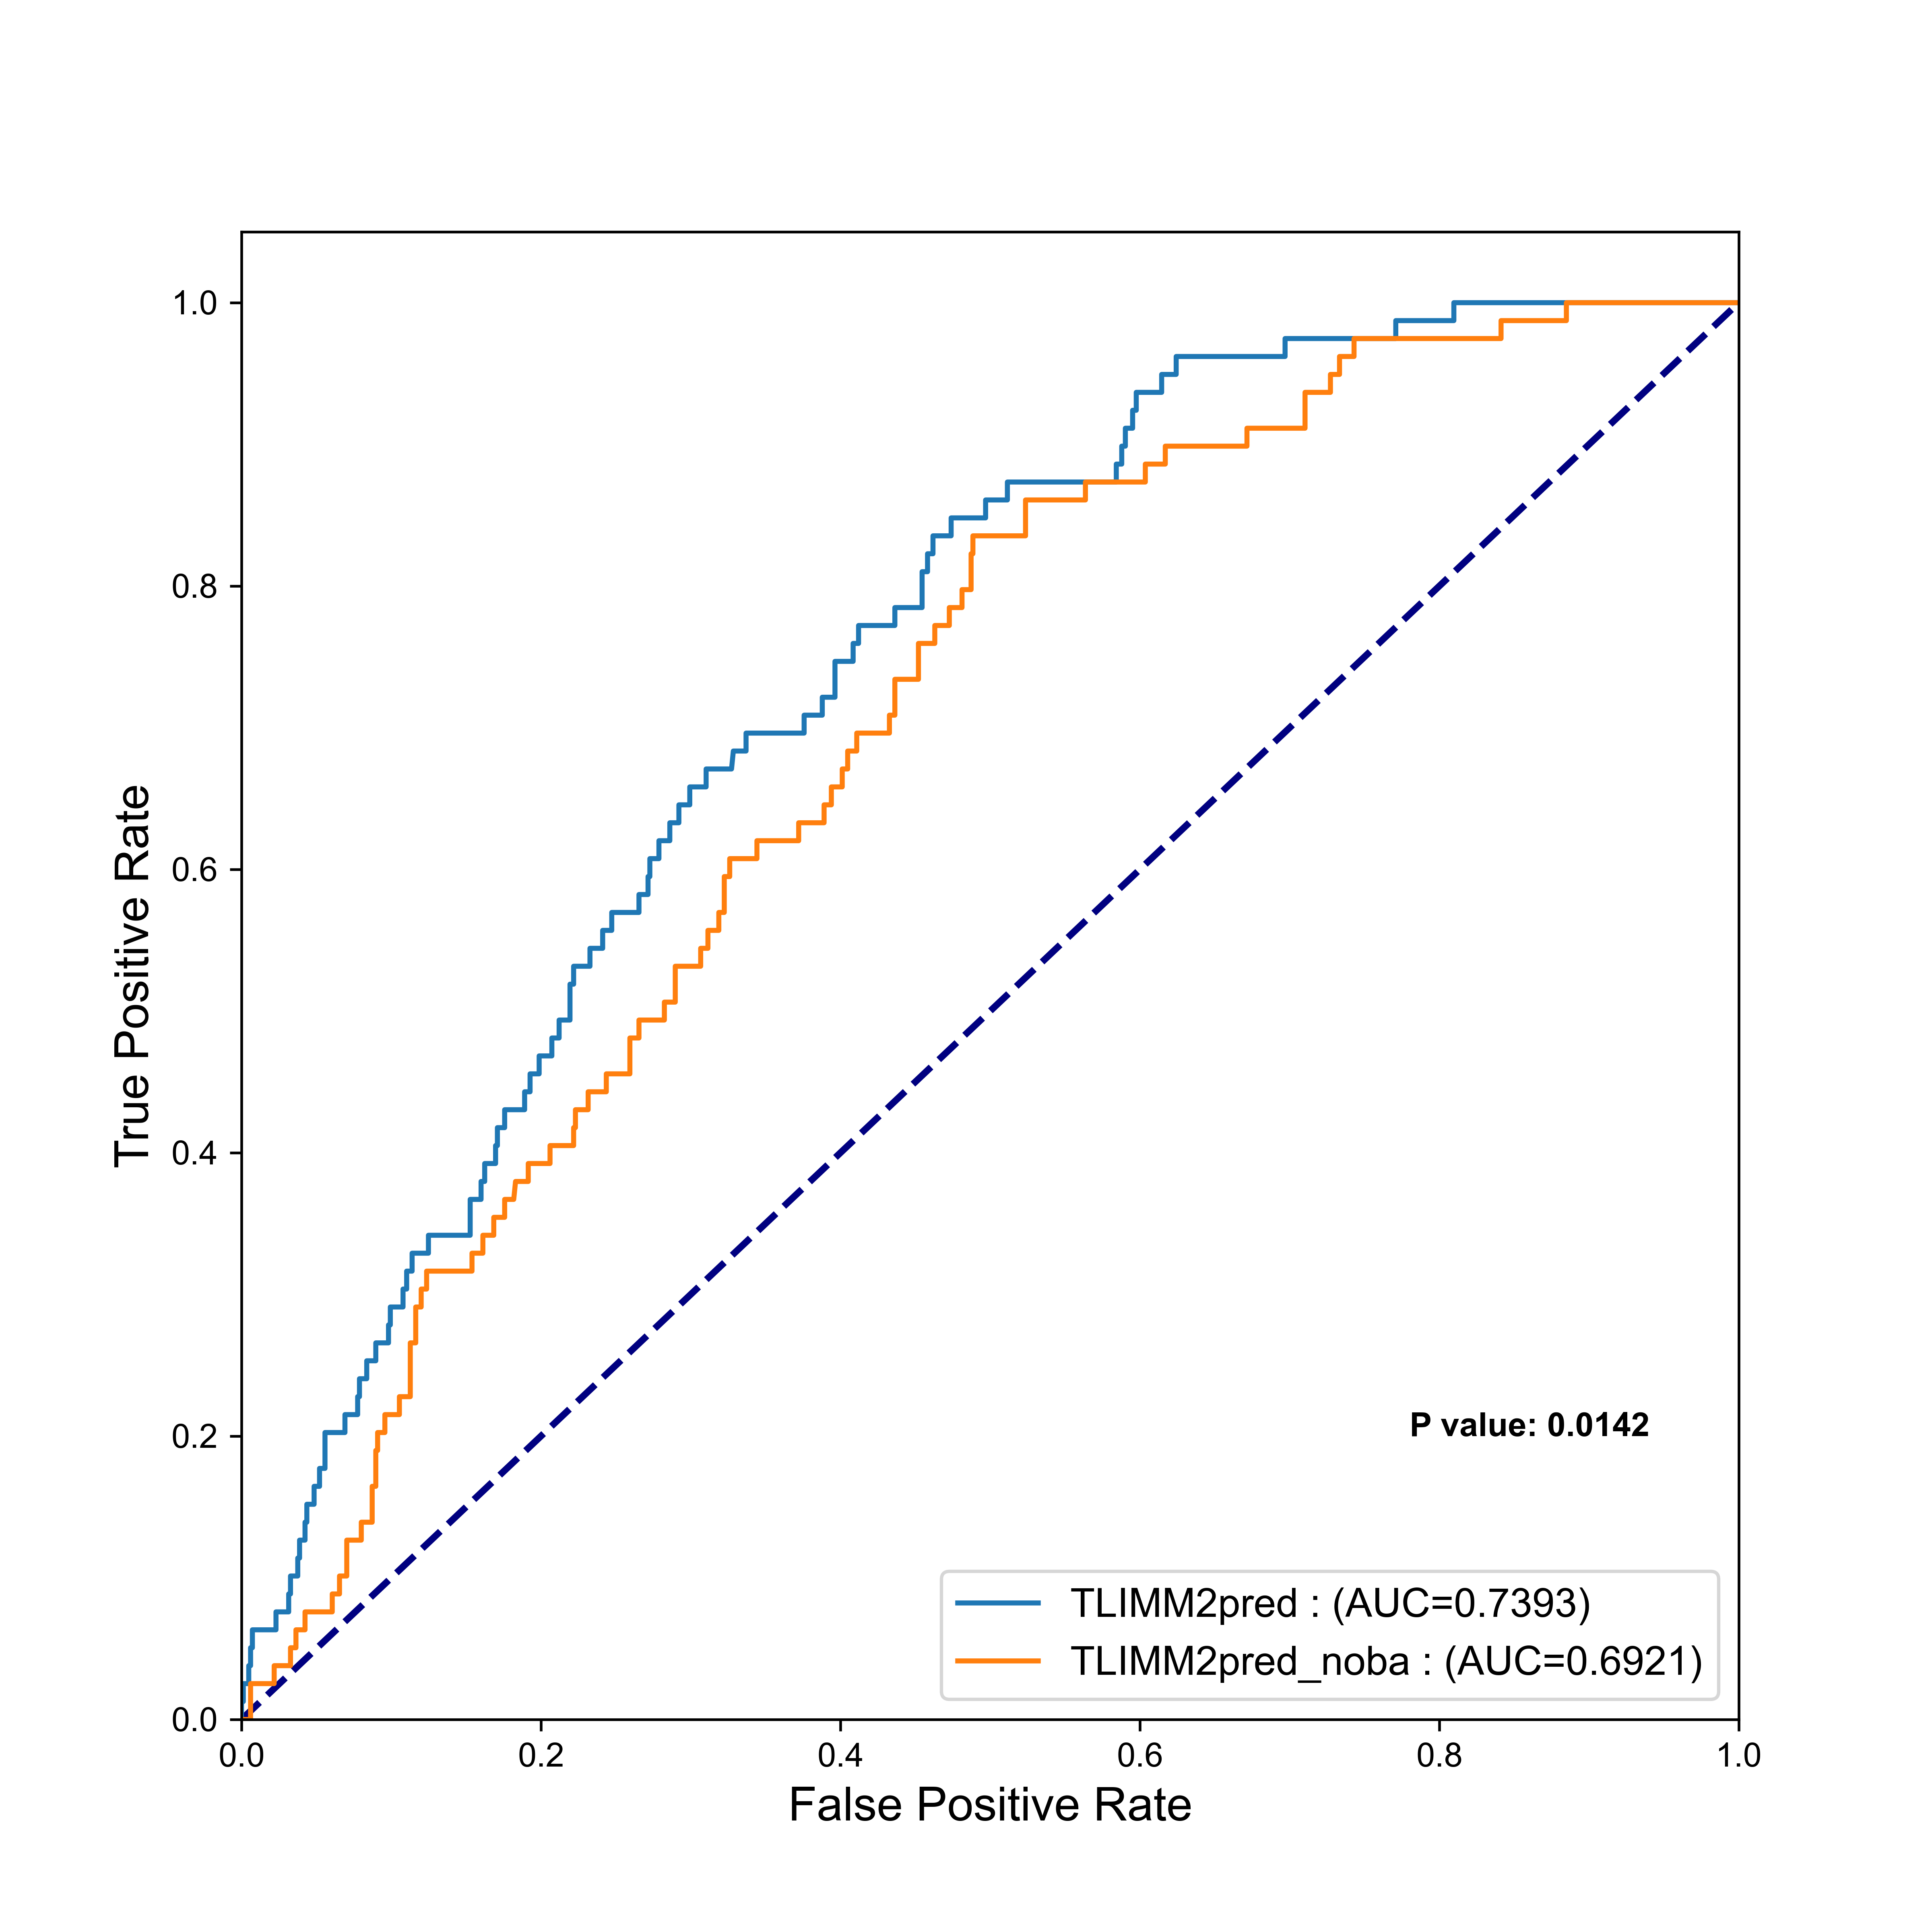 True Positive Rate
1.0
0.8
0.6
0.4
0.2
0.0
P value: 0.0142
TLIMM2pred : (AUC=0.7393)
TLIMM2pred_noba : (AUC=0.6921)
0.0 0.2 0.4 0.6 0.8 1.0
False Positive Rate